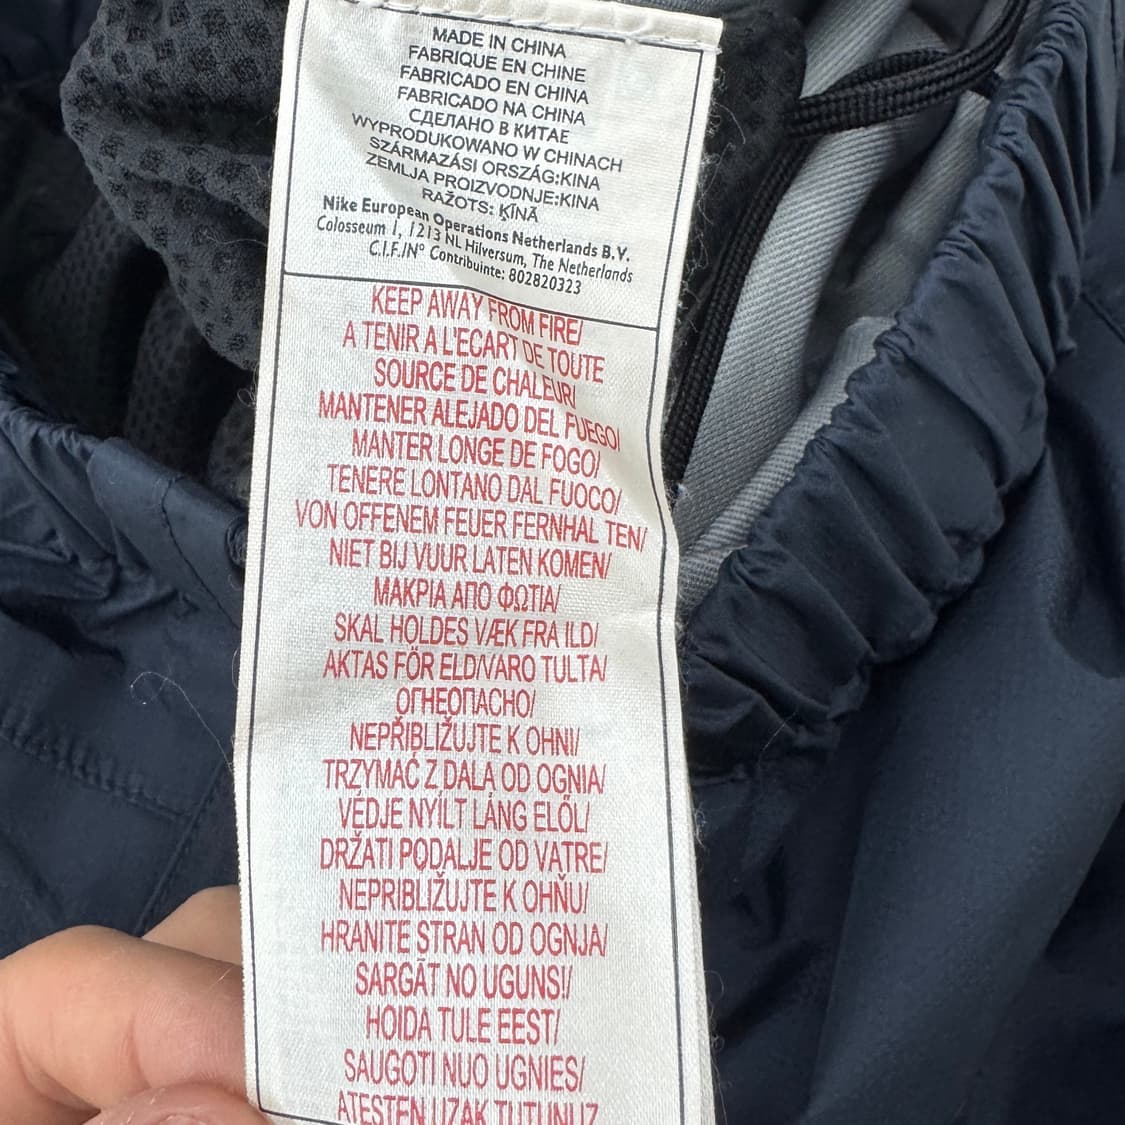 MADE IN CHINA
FABRIQUE EN CHINE
FABRICADO EN CHINA
FABRICADO NA CHINA
СДЕЛАНО В КИТАЕ
WYPRODUKOWANO W CHINACH
SZÁRMAZÁSI ORSZÁG:KINA
ZEMLJA PROIZVODNJE:KINA
RAŽOTS: ĶĪNĀ
Nike European Operations Netherlands B.V.
Colosseum 1, 1213 NL Hilversum, The Netherlands
C.I.F./N° Contribuinte: 802820323
KEEP AWAY FROM FIRE/
A TENIR A L'ECART DE TOUTE
SOURCE DE CHALEUR/
MANTENER ALEJADO DEL FUEGO/
MANTER LONGE DE FOGO/
TENERE LONTANO DAL FUOCO/
VON OFFENEM FEUER FERNHAL TEN/
NIET BIJ VUUR LATEN KOMEN/
ΜΑΚΡΙΑ ΑΠΟ ΦΩΤΙΑ/
SKAL HOLDES VÆK FRA ILD/
AKTAS FÖR ELD/VARO TULTA/
ОГНЕОПАСНО/
NEPŘIBLIŽUJTE K OHNI/
TRZYMAĆ Z DALA OD OGNIA/
VÉDJE NYÍLT LÁNG ELŐL/
DRŽATI PODALJE OD VATRE/
NEPRIBLIŽUJTE K OHŇU/
HRANITE STRAN OD OGNJA/
SARGĀT NO UGUNS!/
HOIDA TULE EEST/
SAUGOTI NUO UGNIES/
ATESTEN UZAK TUTUNUZ